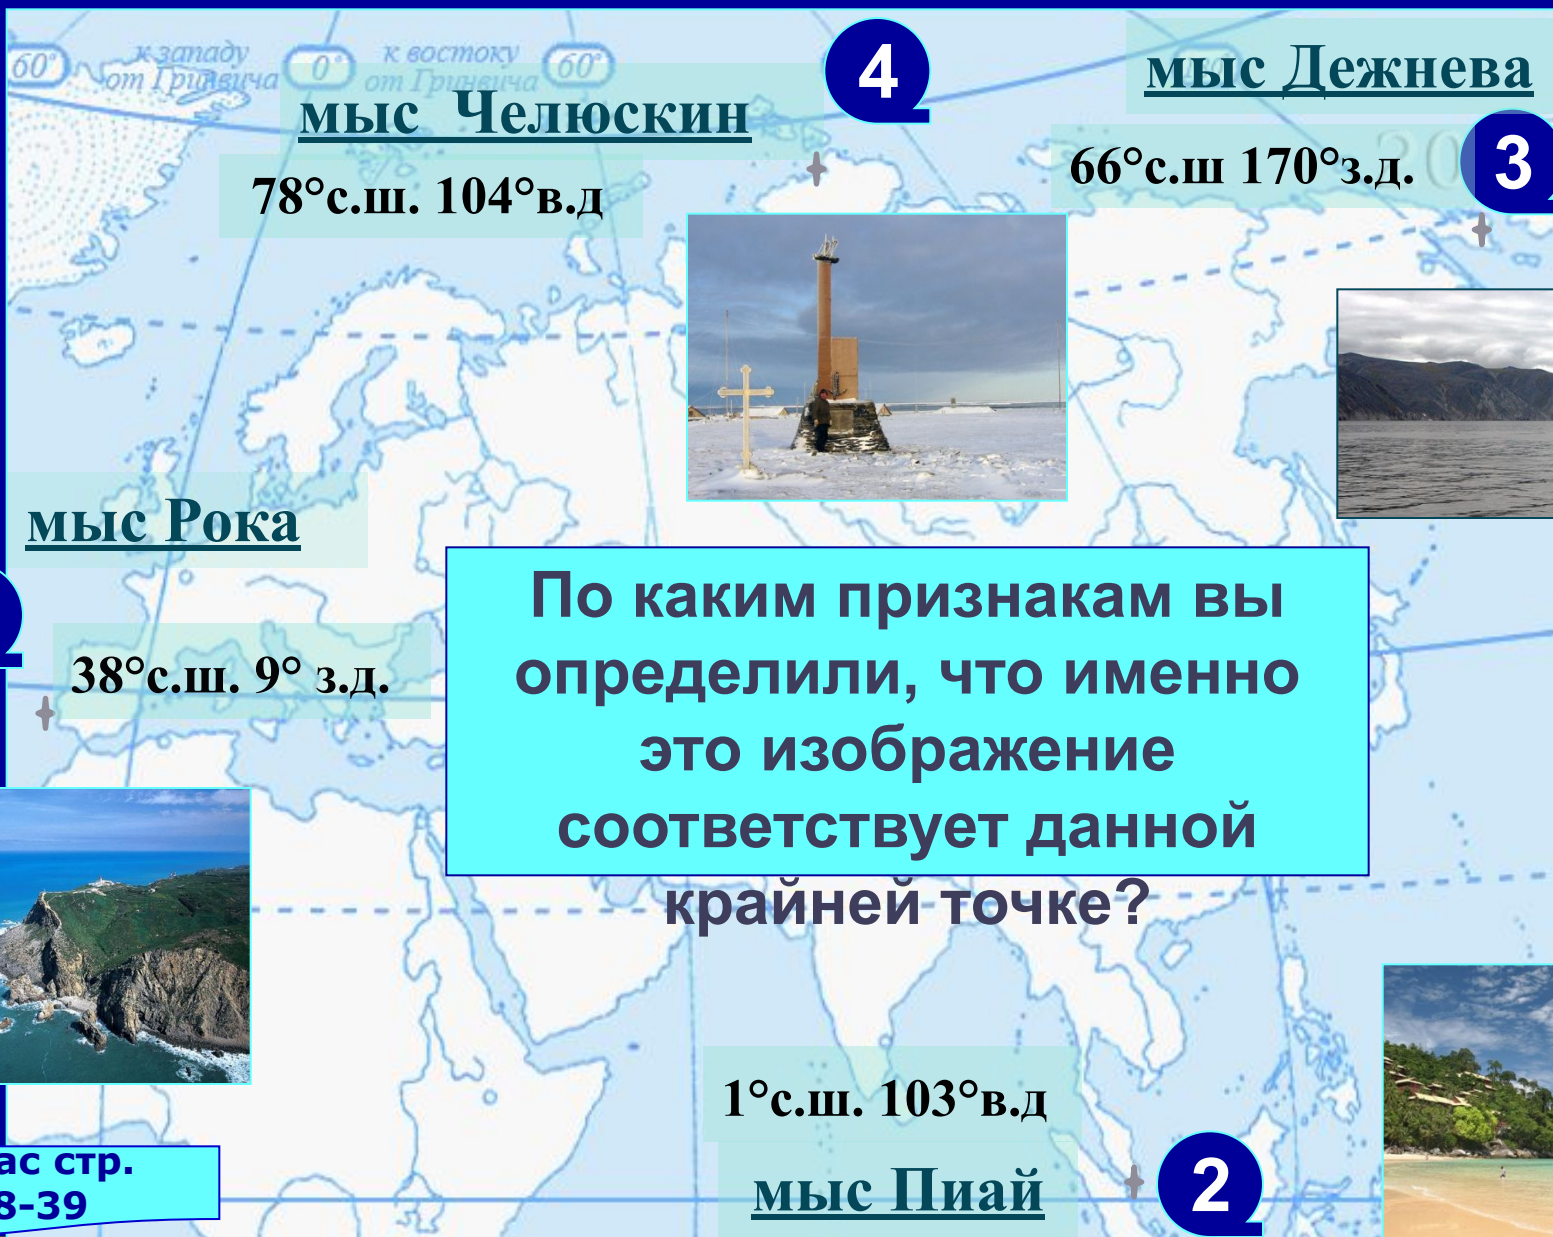 60°
к западу
от Гринвича
0°
к востоку
от Гринвича
60°
4
мыс Дежнева
мыс Челюскин
66°с.ш 170°з.д.
3
78°с.ш. 104°в.д
мыс Рока
38°с.ш. 9° з.д.
По каким признакам вы
определили, что именно
это изображение
соответствует данной
крайней точке?
1°с.ш. 103°в.д
мыс Пиай
2
ас стр.
8-39